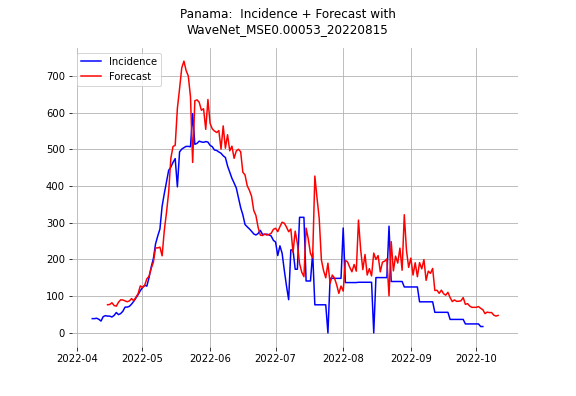 Panama:  Incidence + Forecast with
WaveNet_MSE0.00053_20220815
Incidence
Forecast
700
600
500
400
300
200
100
0
2022-04 2022-05 2022-06 2022-07 2022-08 2022-09 2022-10